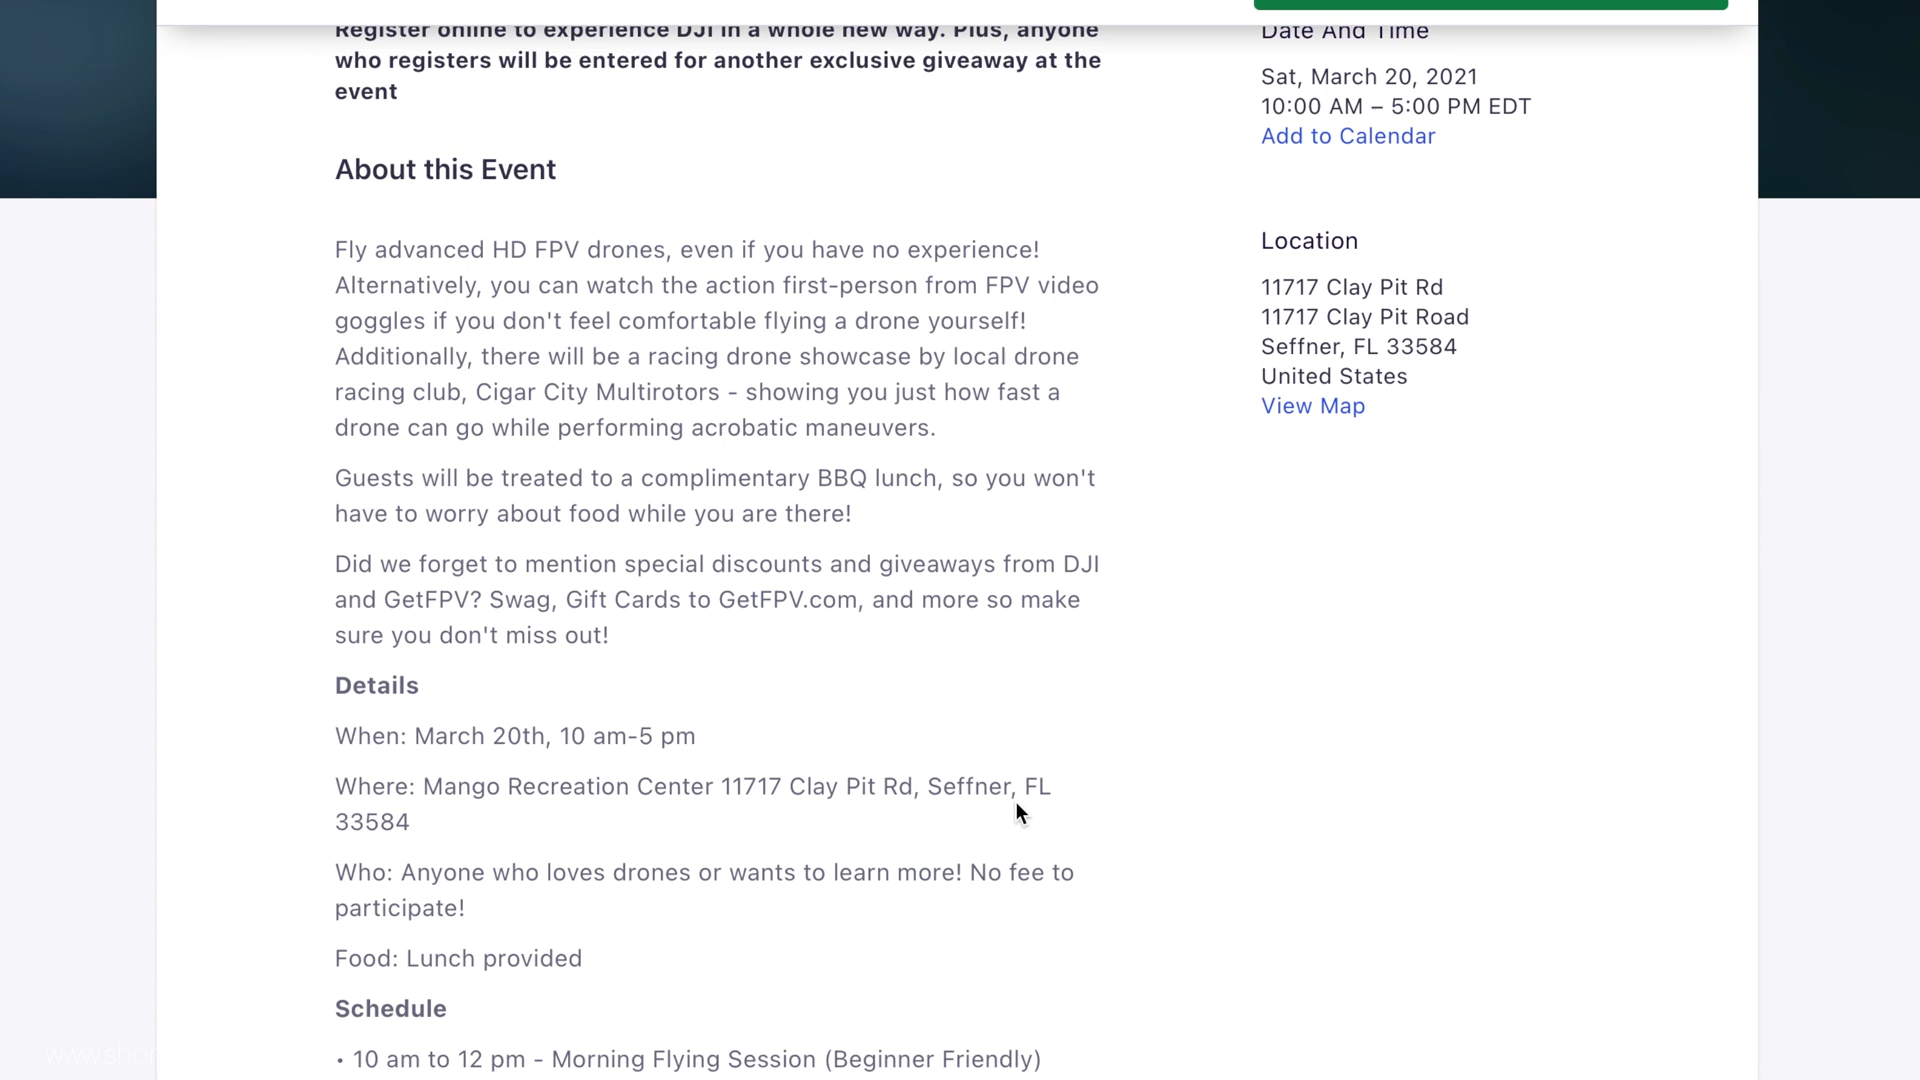 Register online to experience DJI in a whole new way. Plus, anyone
who registers will be entered for another exclusive giveaway at the
event
About this Event
Fly advanced HD FPV drones, even if you have no experience!
Alternatively, you can watch the action first-person from FPV video
goggles if you don't feel comfortable flying a drone yourself!
Additionally, there will be a racing drone showcase by local drone
racing club, Cigar City Multirotors - showing you just how fast a
drone can go while performing acrobatic maneuvers.
Guests will be treated to a complimentary BBQ lunch, so you won't
have to worry about food while you are there!
Did we forget to mention special discounts and giveaways from DJI
and GetFPV? Swag, Gift Cards to GetFPV.com, and more so make
sure you don't miss out!
Details
When: March 20th, 10 am-5 pm
Where: Mango Recreation Center 11717 Clay Pit Rd, Seffner, FL
33584
Who: Anyone who loves drones or wants to learn more! No fee to
participate!
Food: Lunch provided
Schedule
• 10 am to 12 pm - Morning Flying Session (Beginner Friendly)
Date And Time
Sat, March 20, 2021
10:00 AM – 5:00 PM EDT
Add to Calendar
Location
11717 Clay Pit Rd
11717 Clay Pit Road
Seffner, FL 33584
United States
View Map